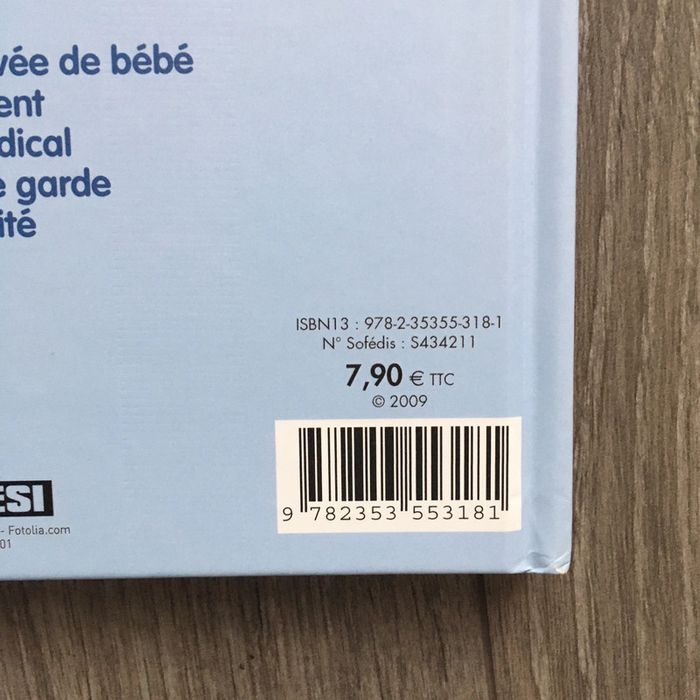 vée de bébé
ent
dical
e garde
ité
ISBN13 : 978-2-35355-318-1
N° Sofédis : S434211
7,90 € TTC
© 2009
9 782353 553181
ESI
- Fotolia.com
01